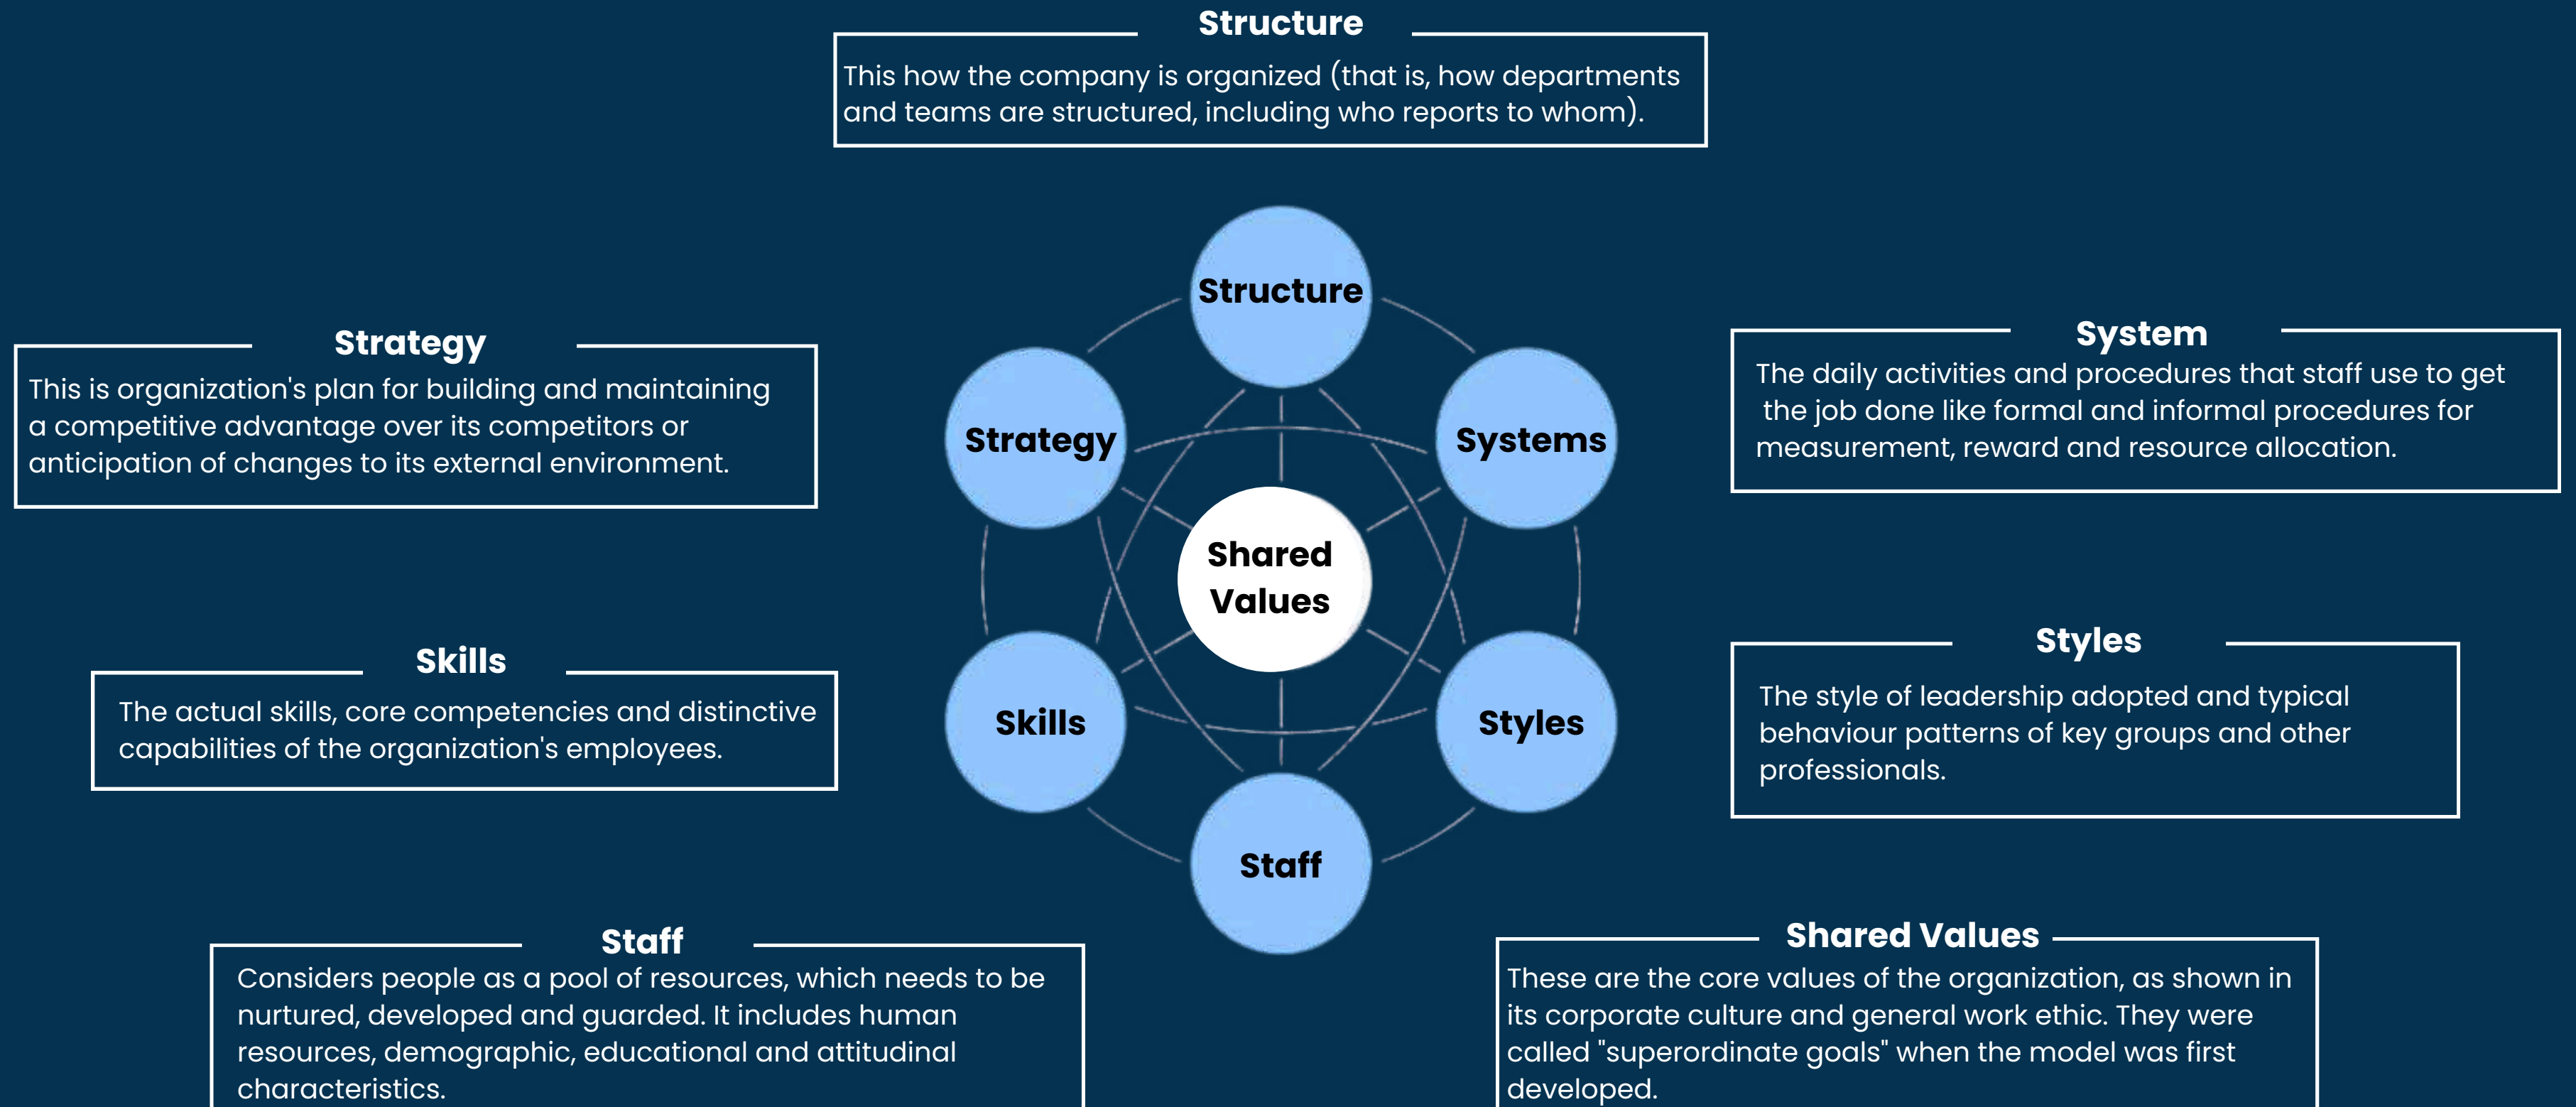 Structure
This how the company is organized (that is, how departments
and teams are structured, including who reports to whom).
Structure
Strategy
This is organization's plan for building and maintaining
a competitive advantage over its competitors or
anticipation of changes to its external environment.
Strategy
Systems
System
The daily activities and procedures that staff use to get
the job done like formal and informal procedures for
measurement, reward and resource allocation.
Shared
Values
Skills
The actual skills, core competencies and distinctive
capabilities of the organization's employees.
Skills
Styles
Styles
The style of leadership adopted and typical
behaviour patterns of key groups and other
professionals.
Staff
Staff
Considers people as a pool of resources, which needs to be
nurtured, developed and guarded. It includes human
resources, demographic, educational and attitudinal
characteristics.
Shared Values
These are the core values of the organization, as shown in
its corporate culture and general work ethic. They were
called "superordinate goals" when the model was first
developed.